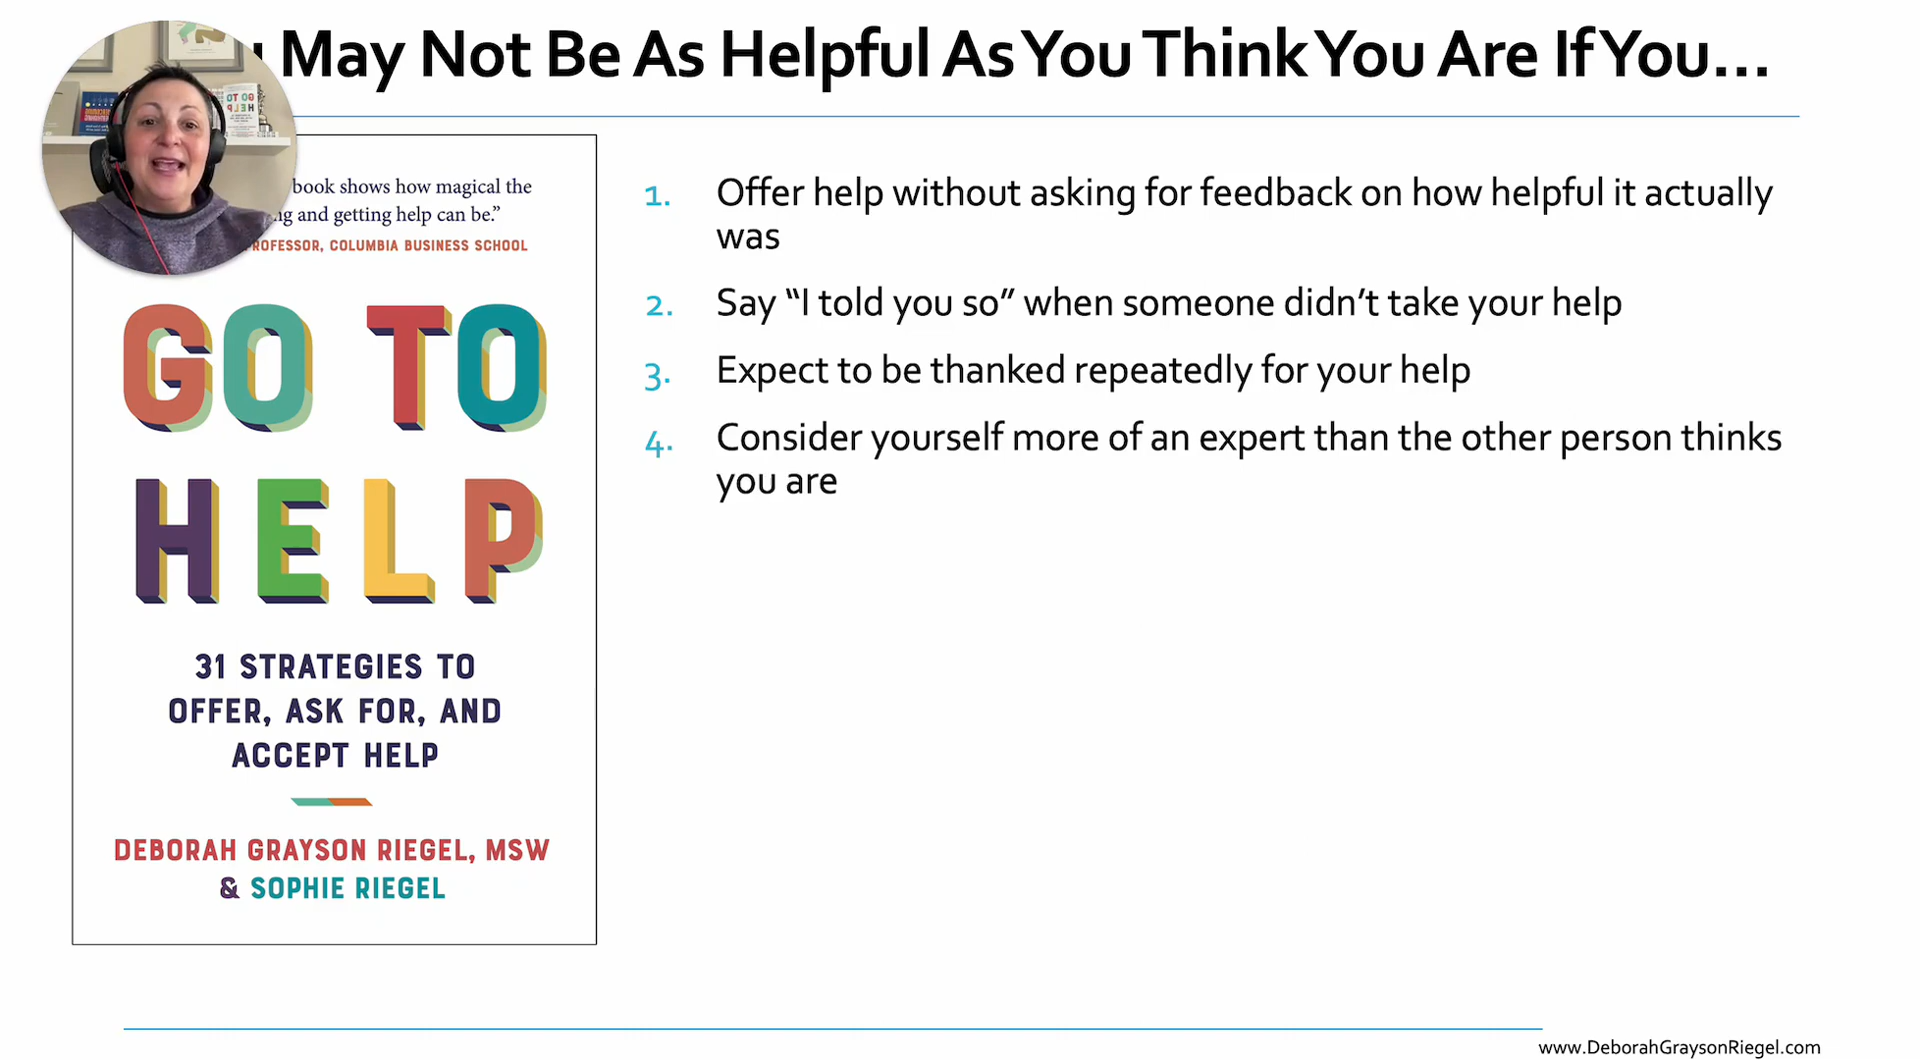 May Not Be As Helpful As You Think You Are If You...
book shows how magical the
and getting help can be.”
COLUMBIA BUSINESS SCHOOL
GO TO
HELP
31 STRATEGIES TO
OFFER, ASK FOR, AND
ACCEPT HELP
DEBORAH GRAYSON RIEGEL, MSW
& SOPHIE RIEGEL
1. Offer help without asking for feedback on how helpful it actually
was
2. Say “I told you so” when someone didn’t take your help
3. Expect to be thanked repeatedly for your help
4. Consider yourself more of an expert than the other person thinks
you are
www.DeborahGraysonRiegel.com
GO TO
HELP